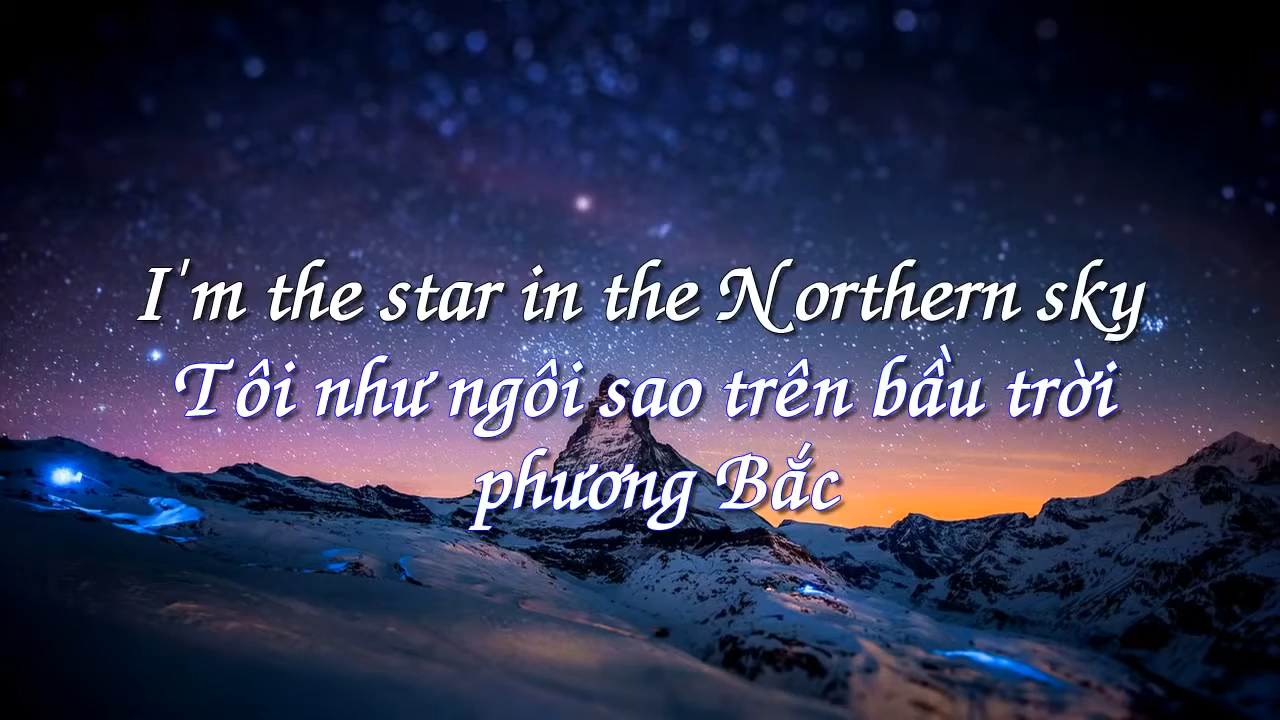 I'm the star in the Northern sky
Tôi như ngôi sao trên bầu trời
phương Bắc